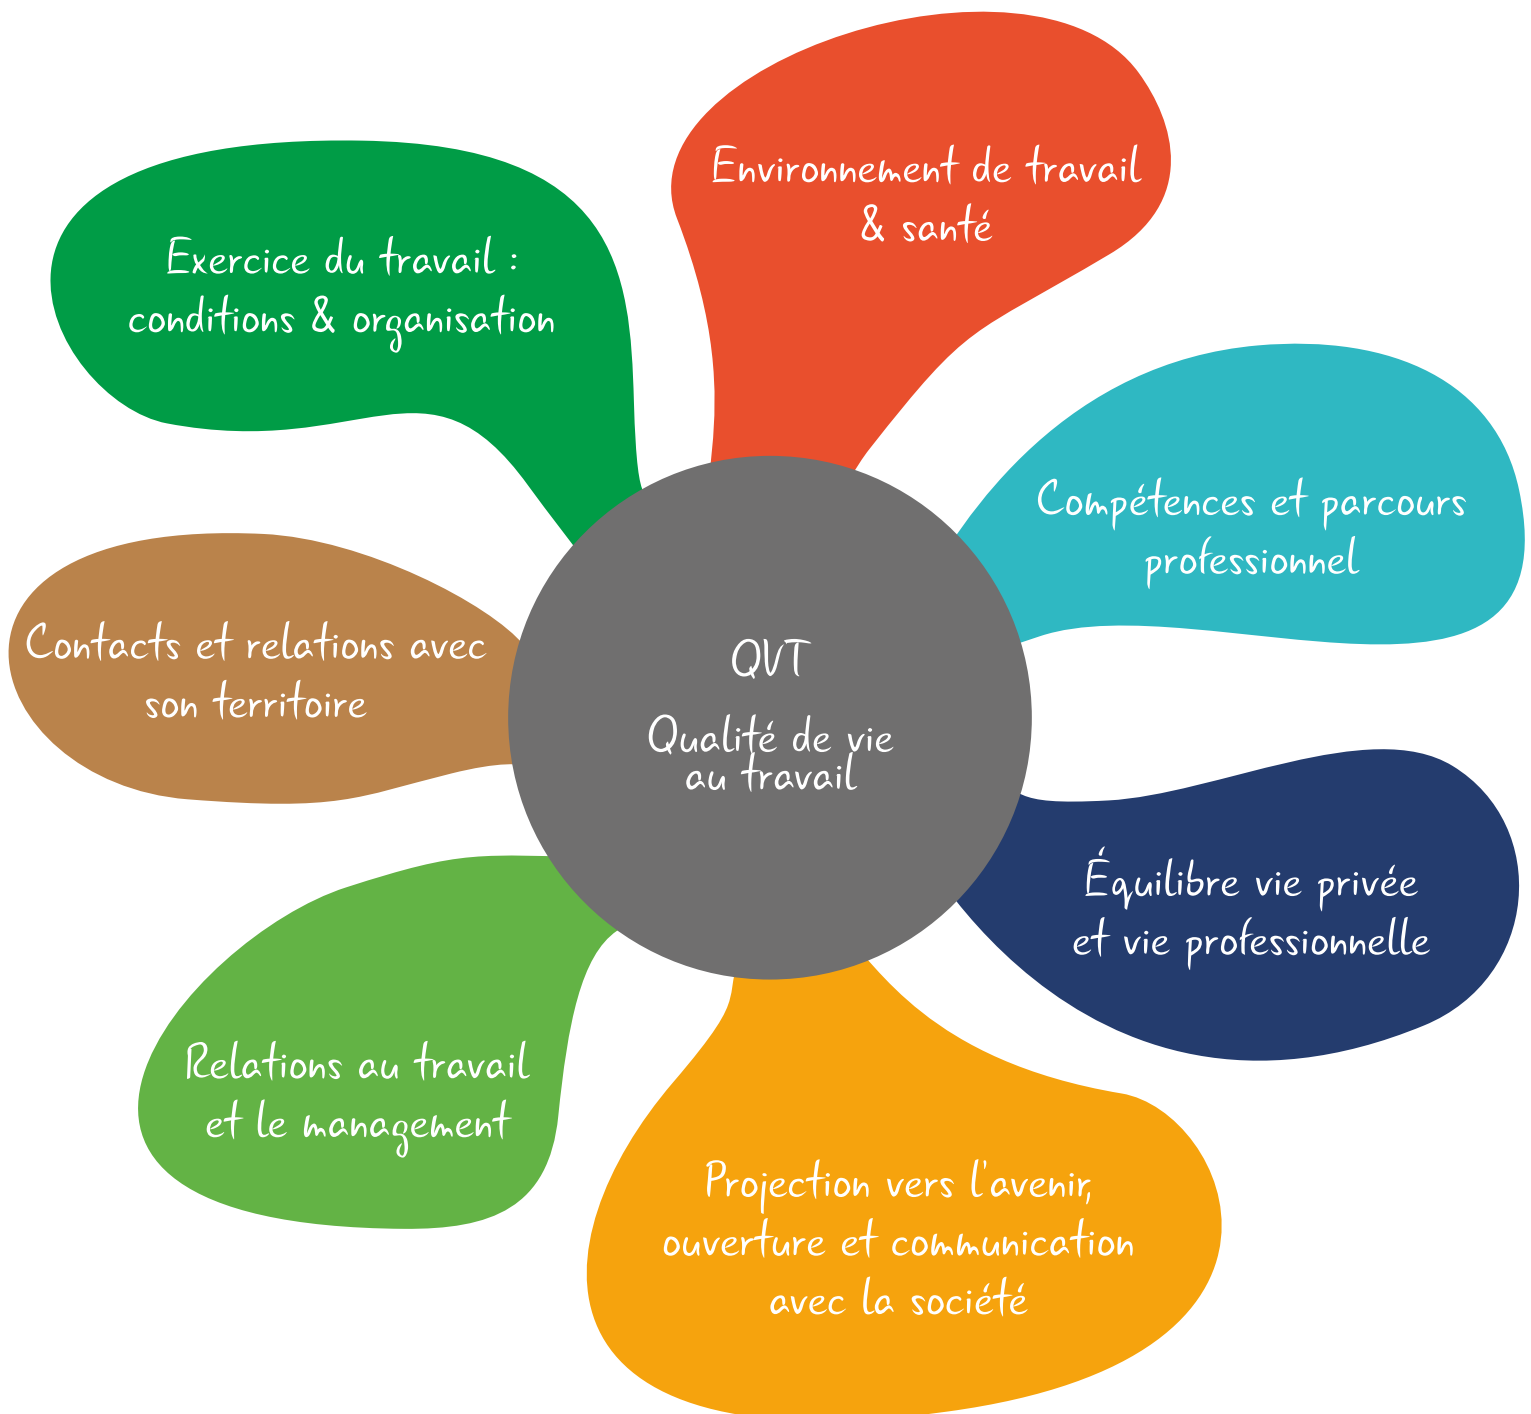 Environnement de travail
& santé
Exercice du travail :
conditions & organisation
Compétences et parcours
professionnel
Contacts et relations avec
son territoire
QVT
Qualité de vie
au travail
Équilibre vie privée
et vie professionnelle
Relations au travail
et le management
Projection vers l'avenir,
ouverture et communication
avec la société